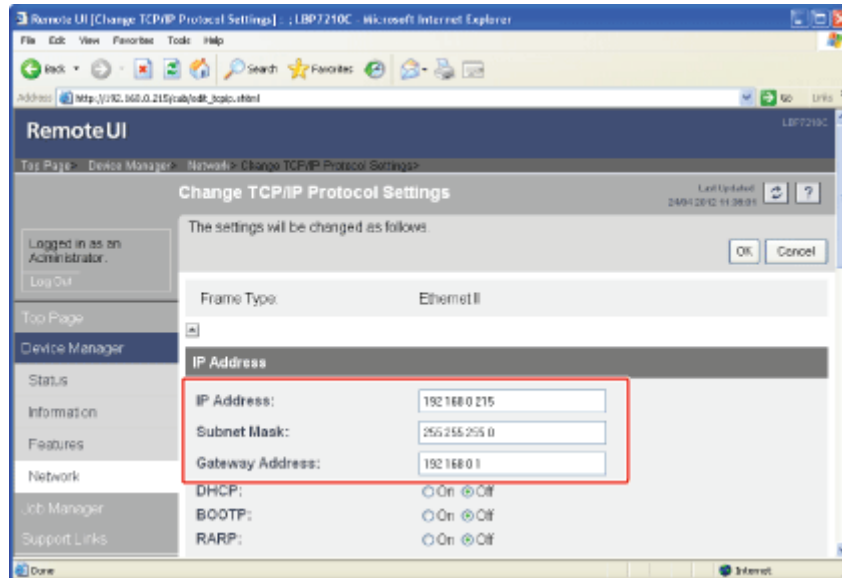 Remote UI [Change TCP/IP Protocol Settings] : ; LBP7210C - Microsoft Internet Explorer
File Edit View Favorites Tools Help
Back Search Favorites
Address http://192.168.0.215/ Go Links
Remote UI
LBP7210C
Top Page> Device Manager> Network> Change TCP/IP Protocol Settings>
Change TCP/IP Protocol Settings
Last Updated
24/04/2012 11:38:01
?
The settings will be changed as follows.
OK Cancel
Logged in as an
Administrator.
Log Out
Frame Type: Ethernet II
Top Page
Device Manager
IP Address
Status
IP Address: 192.168.0.215
Information
Subnet Mask: 255.255.255.0
Features
Gateway Address: 192.168.0.1
Network
DHCP: On Off
Job Manager
BOOTP: On Off
Support Links
RARP: On Off
Done Internet